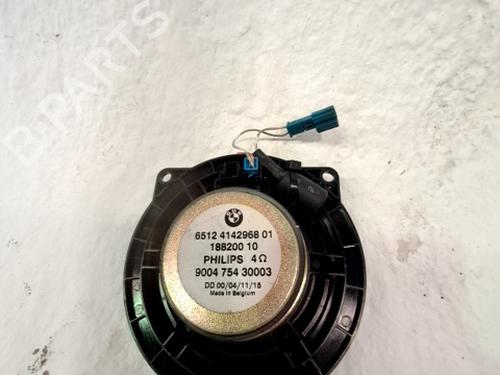 B PARTS
BMW
6512 4142968 01
188200 10
PHILIPS 4Ω
9004 754 30003
DD 00/04/11/15
Made in Belgium